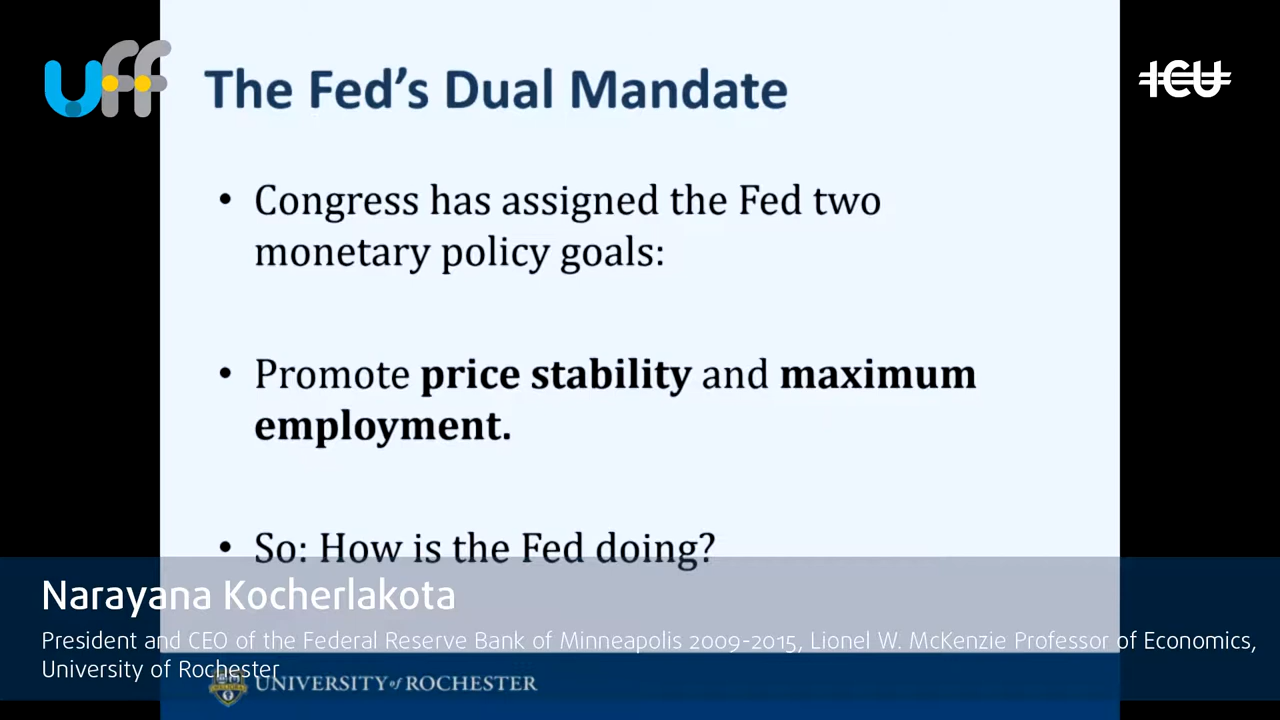 uff
The Fed's Dual Mandate
ICU
• Congress has assigned the Fed two
monetary policy goals:
• Promote price stability and maximum
employment.
• So: How is the Fed doing?
Narayana Kocherlakota
President and CEO of the Federal Reserve Bank of Minneapolis 2009-2015, Lionel W. McKenzie Professor of Economics,
University of Rochester
UNIVERSITY of ROCHESTER